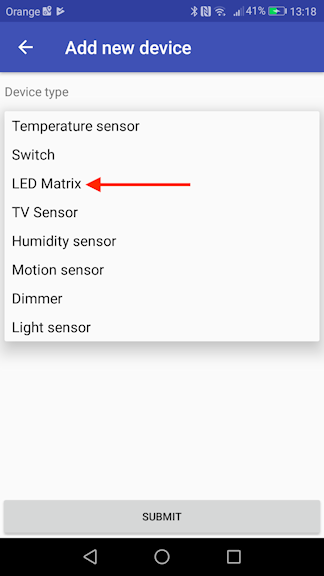 Orange 41% 13:18
Add new device
Device type
Temperature sensor
Switch
LED Matrix
TV Sensor
Humidity sensor
Motion sensor
Dimmer
Light sensor
SUBMIT